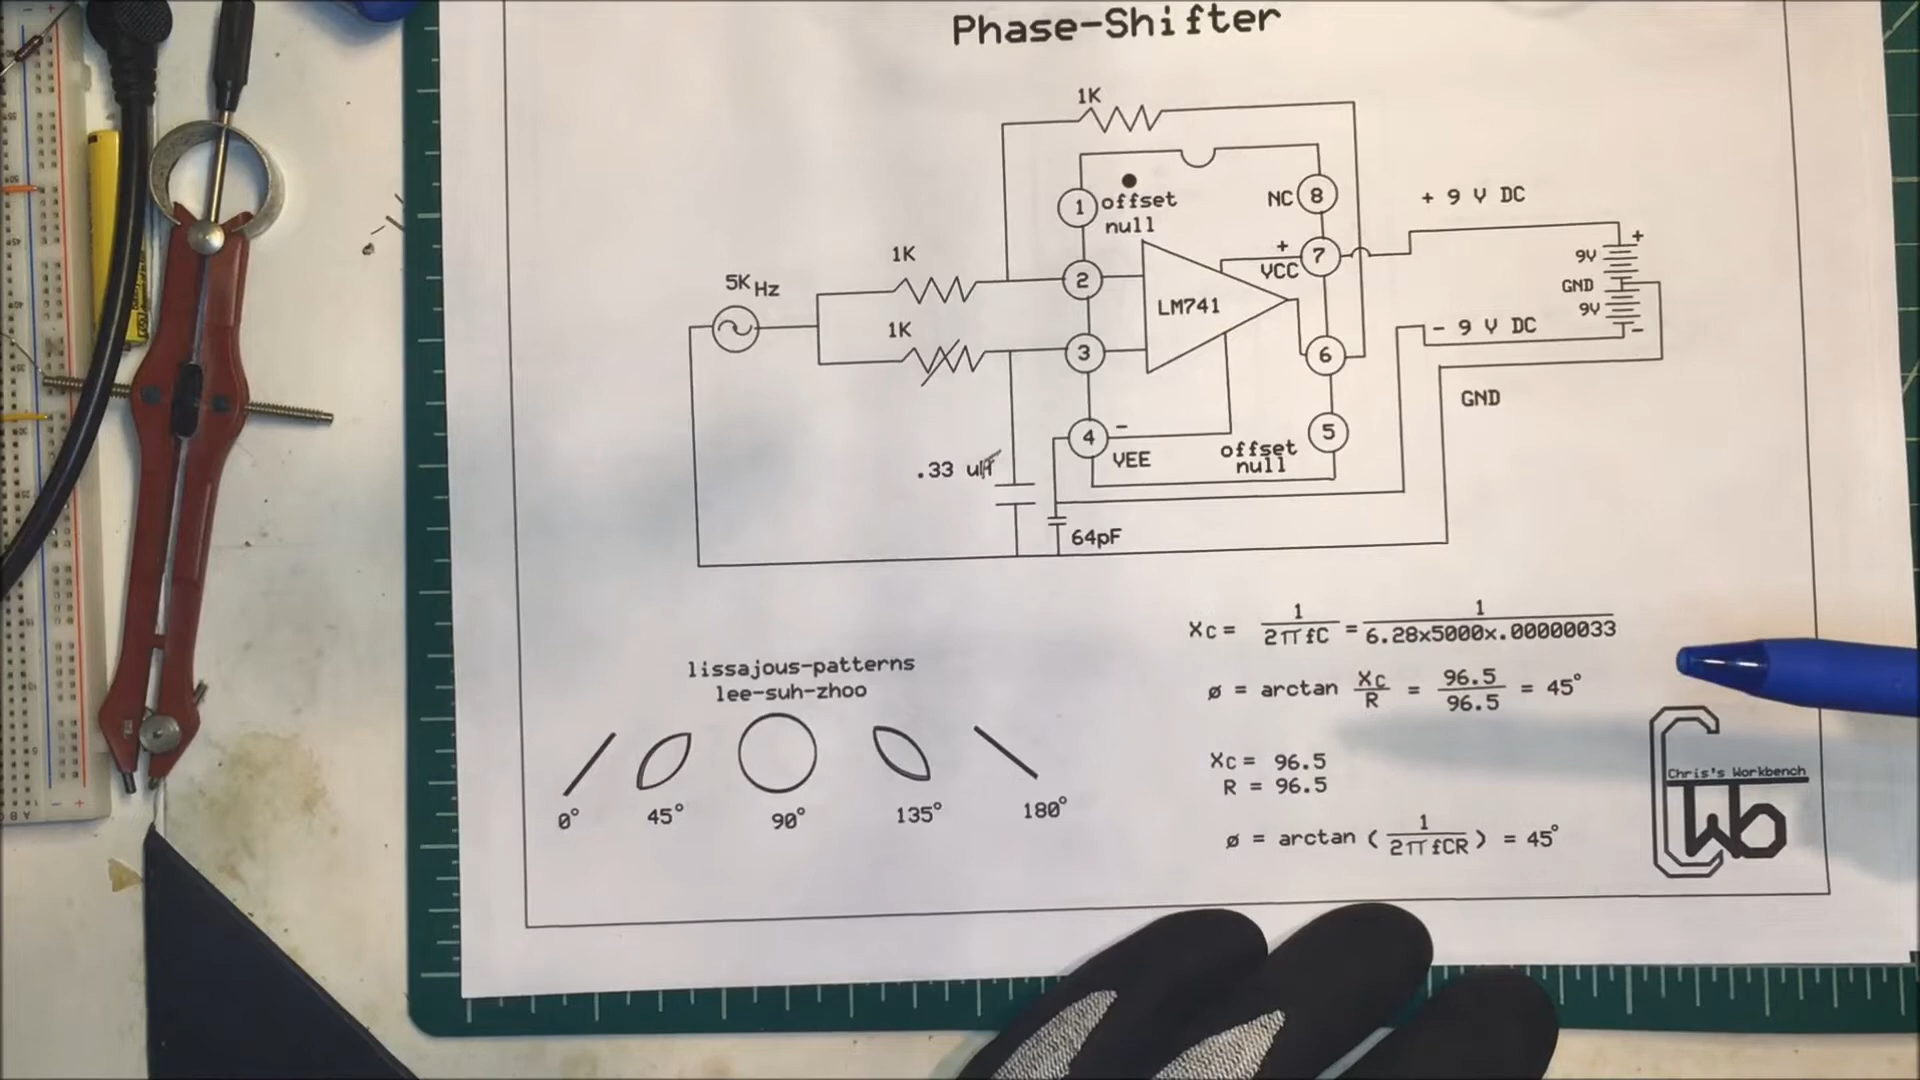 Phase-Shifter
1K
1
offset
null
NC
8
+ 9 V DC
1K
2
+
VCC
7
+
9V
GND
9V
-
5K Hz
LM741
1K
3
6
- 9 V DC
GND
4
-
VEE
offset
null
5
.33 uf
64pF
Xc = 1 / 2πfC = 1 / 6.28x5000x.00000033
ø = arctan Xc / R = 96.5 / 96.5 = 45°
Xc = 96.5
R = 96.5
ø = arctan ( 1 / 2πfCR ) = 45°
lissajous-patterns
lee-suh-zhoo
0°
45°
90°
135°
180°
Chris's Workbench
CWb